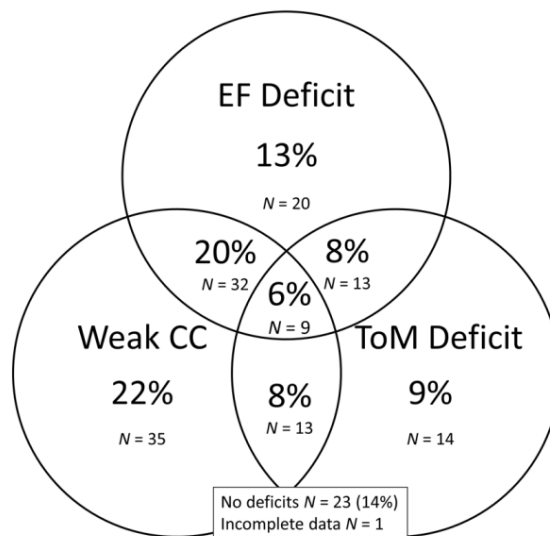 EF Deficit
13%
N = 20
20%
N = 32
8%
N = 13
6%
N = 9
Weak CC
22%
N = 35
ToM Deficit
9%
N = 14
8%
N = 13
No deficits N = 23 (14%)
Incomplete data N = 1